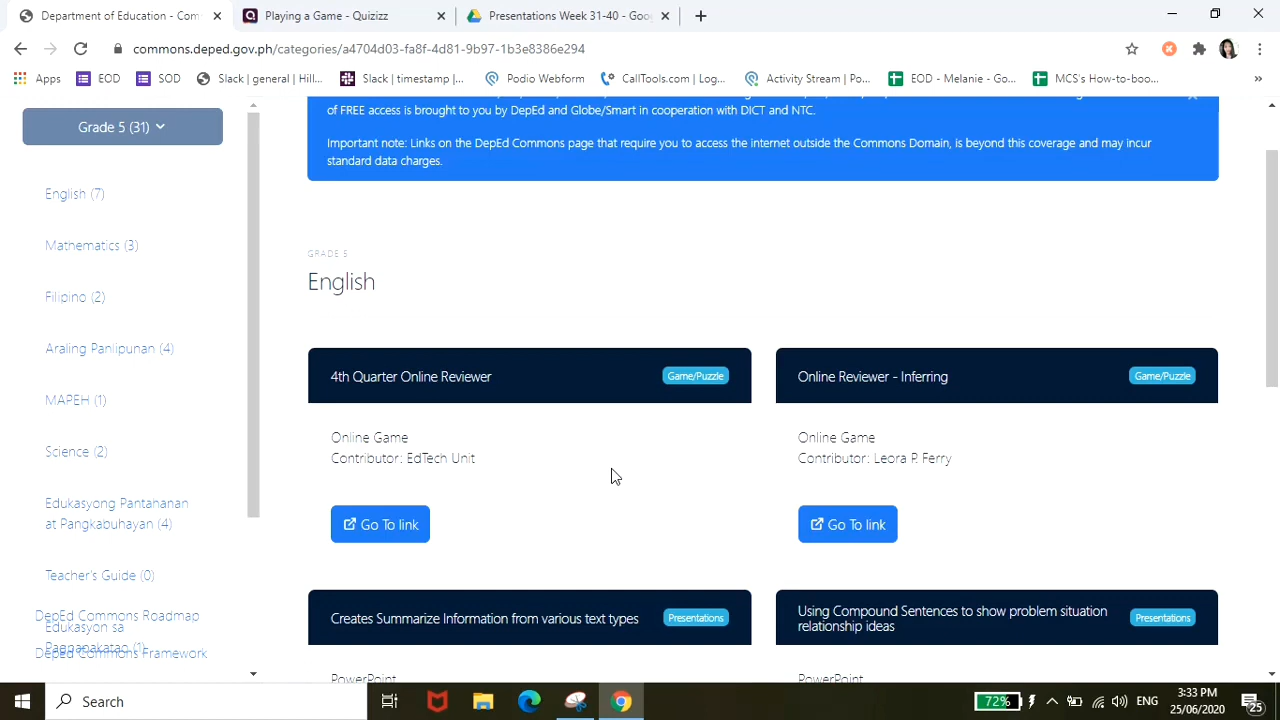 Department of Education - Com
Playing a Game - Quizizz
Presentations Week 31-40 - Goog
commons.deped.gov.ph/categories/a4704d03-fa8f-4d81-9b97-1b3e8386e294
Apps
EOD
SOD
Slack | general | Hill...
Slack | timestamp |...
Podio Webform
CallTools.com | Log...
Activity Stream | Po...
EOD - Melanie - Go...
MCS's How-to-boo...
»
Grade 5 (31)
English (7)
Mathematics (3)
Filipino (2)
Araling Panlipunan (4)
MAPEH (1)
Science (2)
Edukasyong Pantahanan
at Pangkabuhayan (4)
Teacher's Guide (0)
DepEd Commons Roadmap
Edukasyon sa
Pagpapakatao (1)
Deped Commons Framework
of FREE access is brought to you by DepEd and Globe/Smart in cooperation with DICT and NTC.
Important note: Links on the DepEd Commons page that require you to access the internet outside the Commons Domain, is beyond this coverage and may incur
standard data charges.
GRADE 5
English
4th Quarter Online Reviewer
Game/Puzzle
Online Game
Contributor: EdTech Unit
Go To link
Online Reviewer - Inferring
Game/Puzzle
Online Game
Contributor: Leora P. Ferry
Go To link
Creates Summarize Information from various text types
Presentations
PowerPoint
Using Compound Sentences to show problem situation
relationship ideas
Presentations
PowerPoint
Search
72%
ENG
3:33 PM
25/06/2020
25